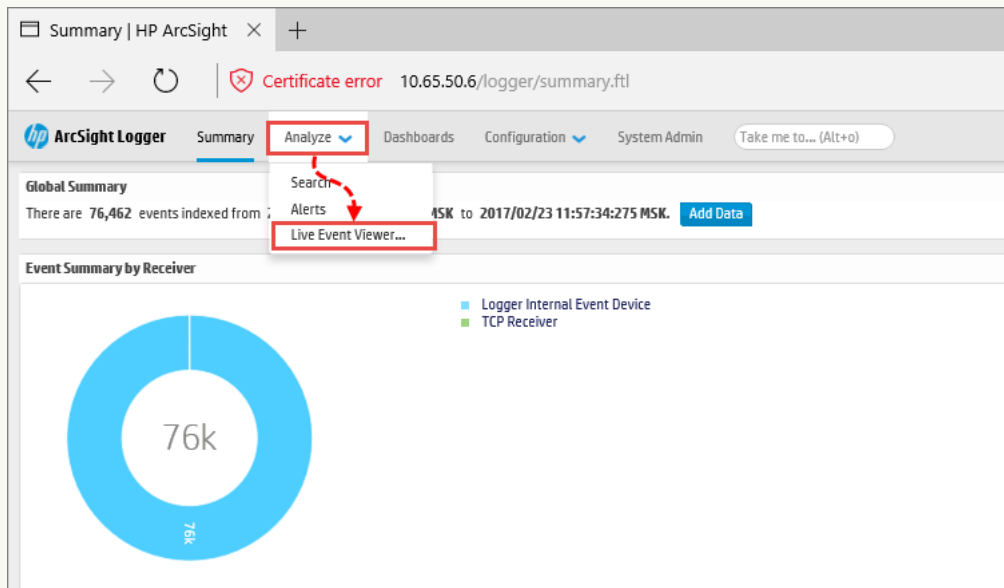 Summary | HP ArcSight
Certificate error 10.65.50.6/logger/summary.ftl
hp ArcSight Logger Summary Analyze Dashboards Configuration System Admin Take me to... (Alt+o)
Search
Alerts
Live Event Viewer...
Global Summary
There are 76,462 events indexed from MSK to 2017/02/23 11:57:34:275 MSK. Add Data
Event Summary by Receiver
Logger Internal Event Device
TCP Receiver
76k
76k